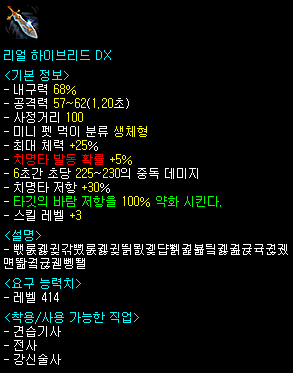 리얼 하이브리드 DX
<기본 정보>
- 내구력 68%
- 공격력 57~62(1.20초)
- 사정거리 100
- 미니 펫 먹이 분류 생체형
- 최대 체력 +25%
- 치명타 발동 확률 +5%
- 6초간 초당 225~230의 중독 데미지
- 치명타 저항 +30%
- 타깃의 바람 저항을 100% 약화 시킨다.
- 스킬 레벨 +3
<설명>
<요구 능력치>
- 레벨 414
<착용/사용 가능한 직업>
- 견습기사
- 전사
- 강신술사